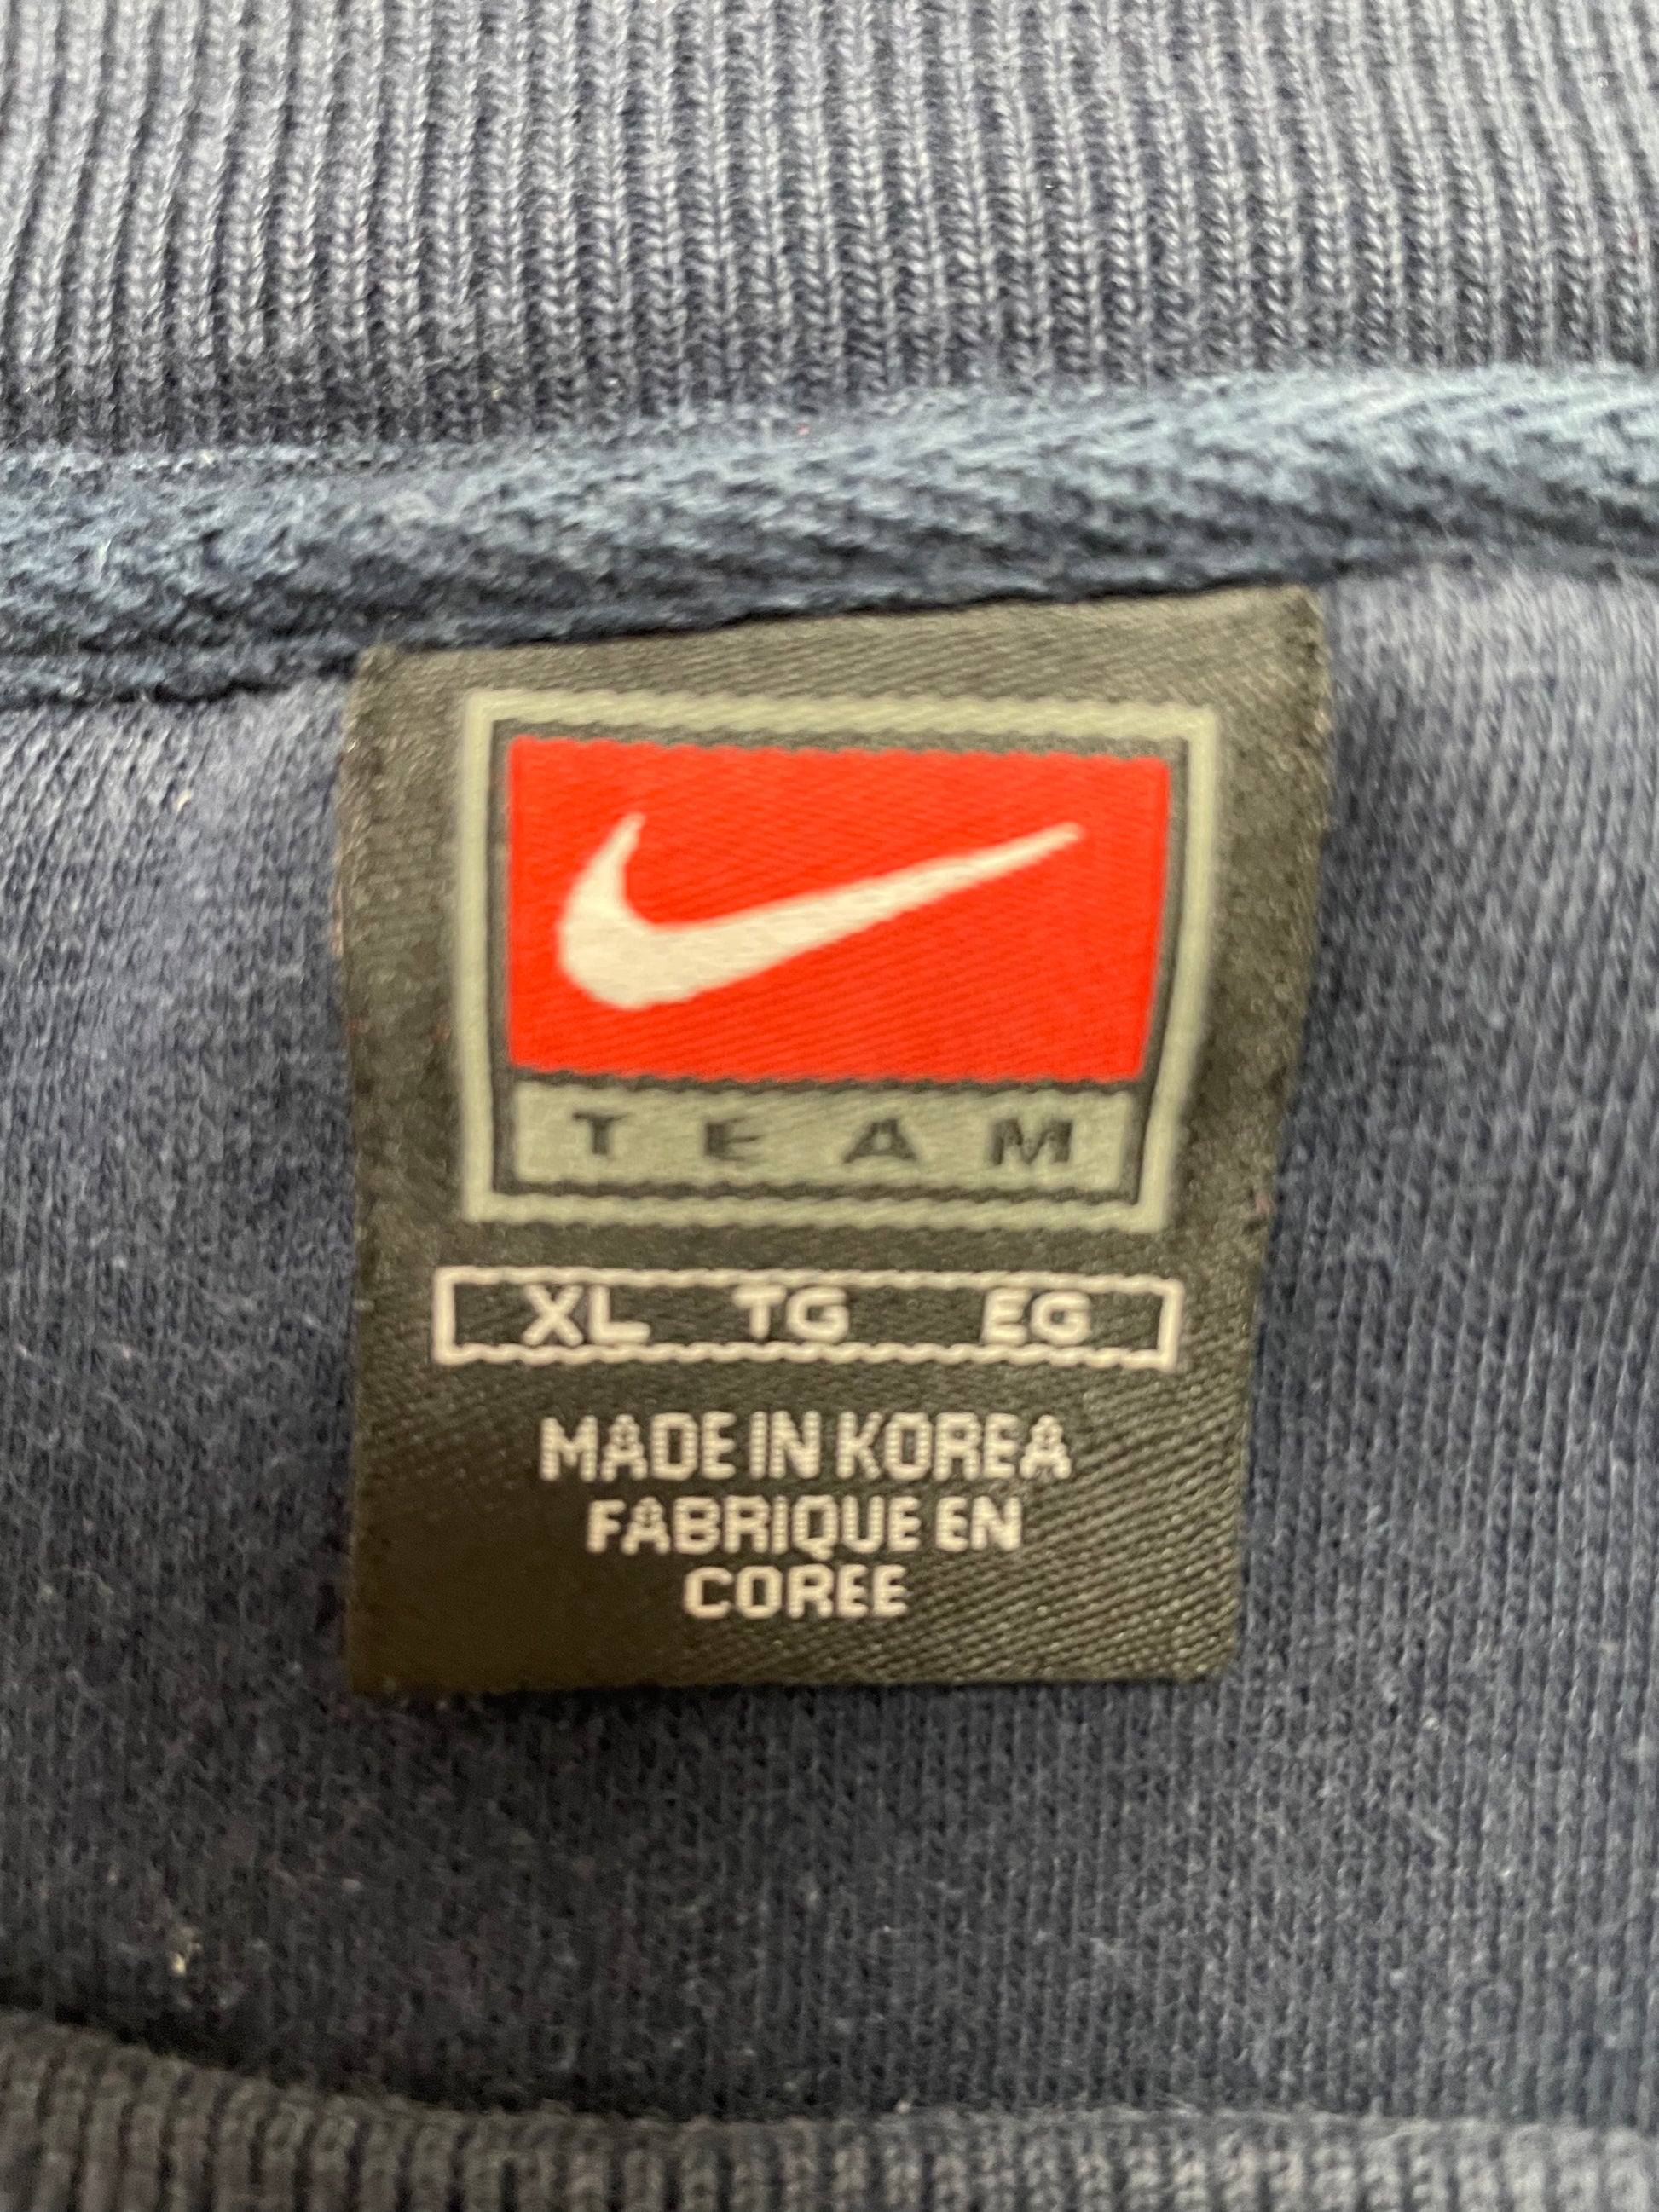 TEAM
XL TG EG
MADE IN KOREA
FABRIQUE EN
COREE